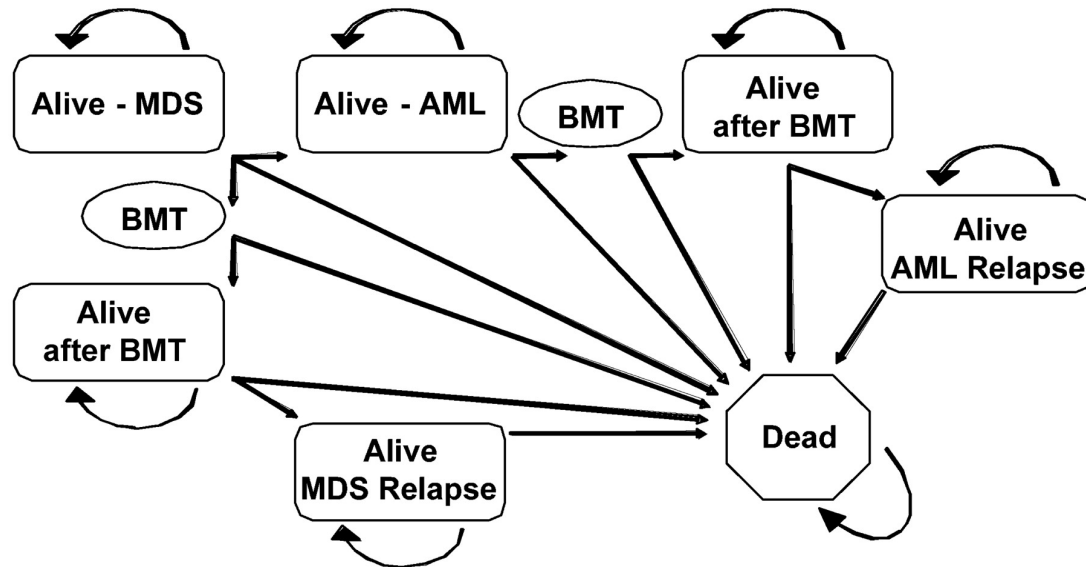 Alive - MDS
Alive - AML
BMT
Alive
after BMT
BMT
Alive
AML Relapse
Alive
after BMT
Alive
MDS Relapse
Dead